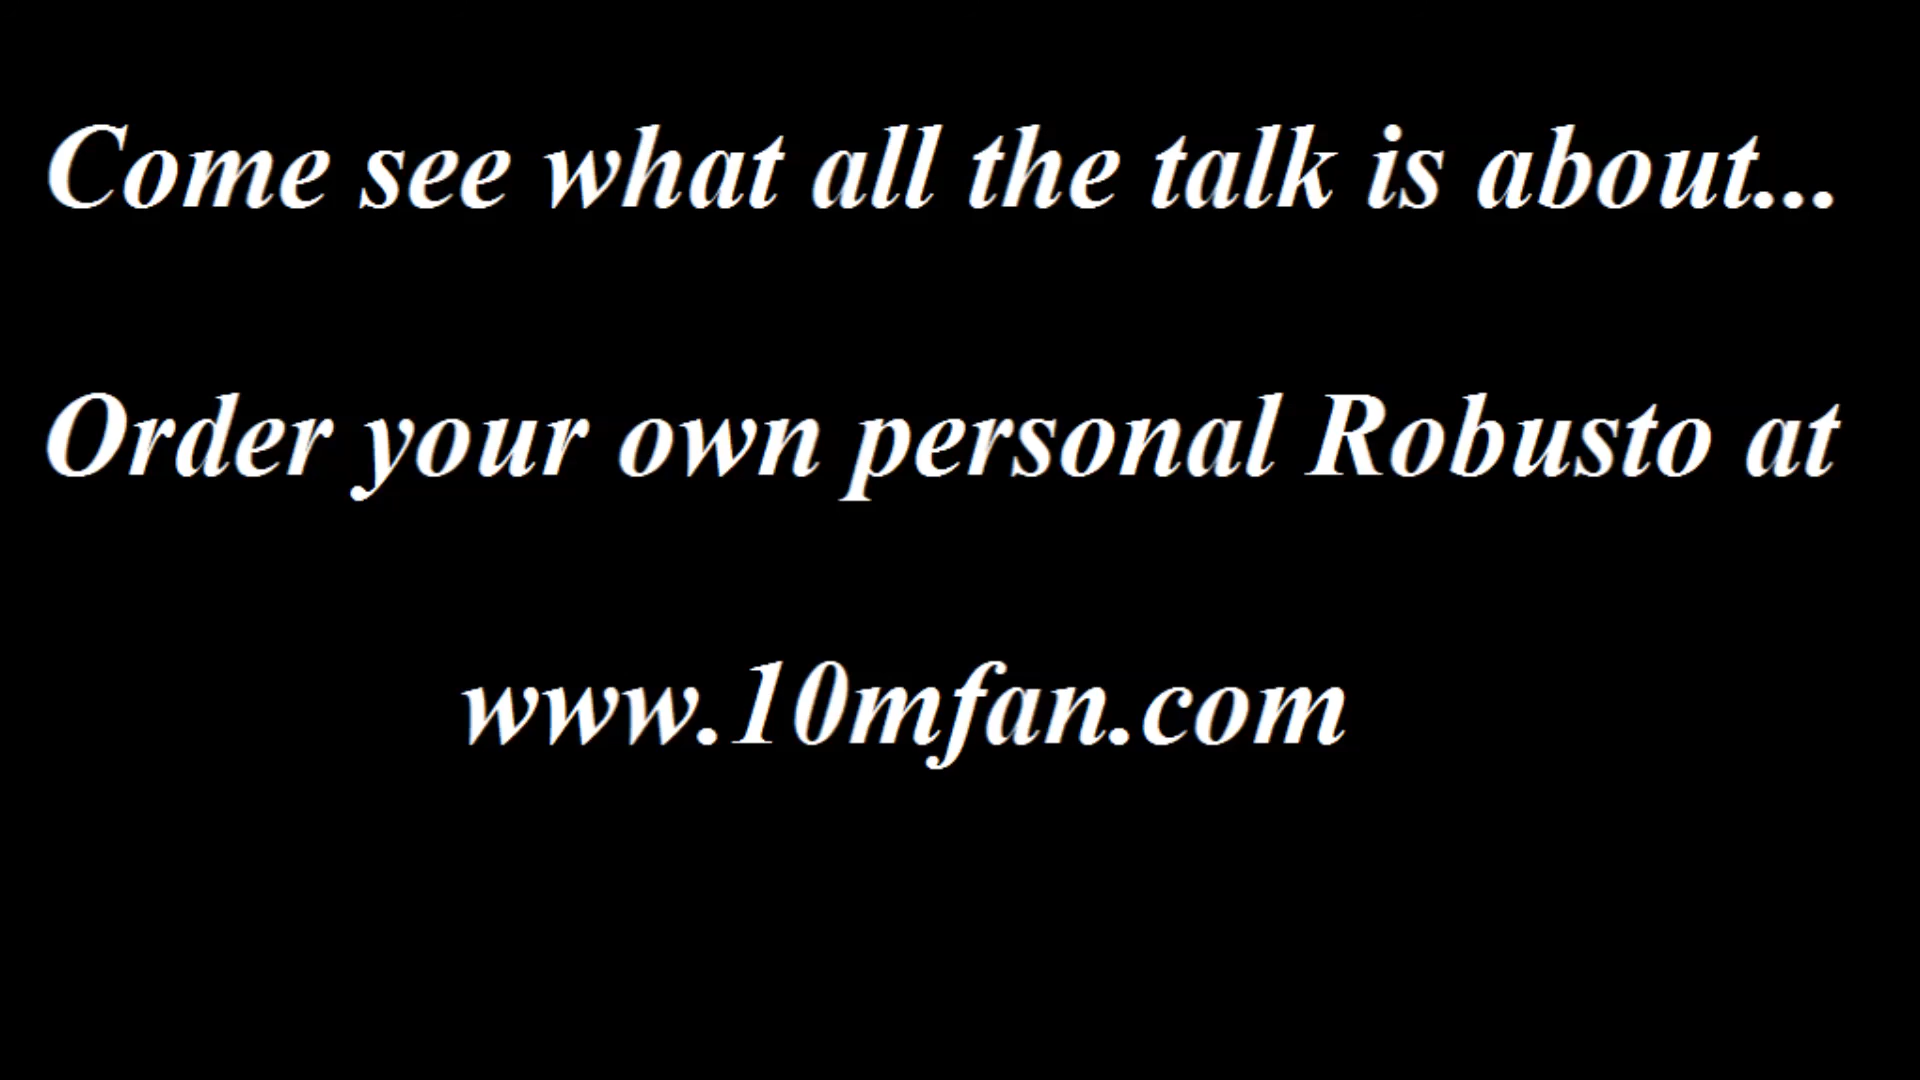 Come see what all the talk is about...
Order your own personal Robusto at
www.10mfan.com